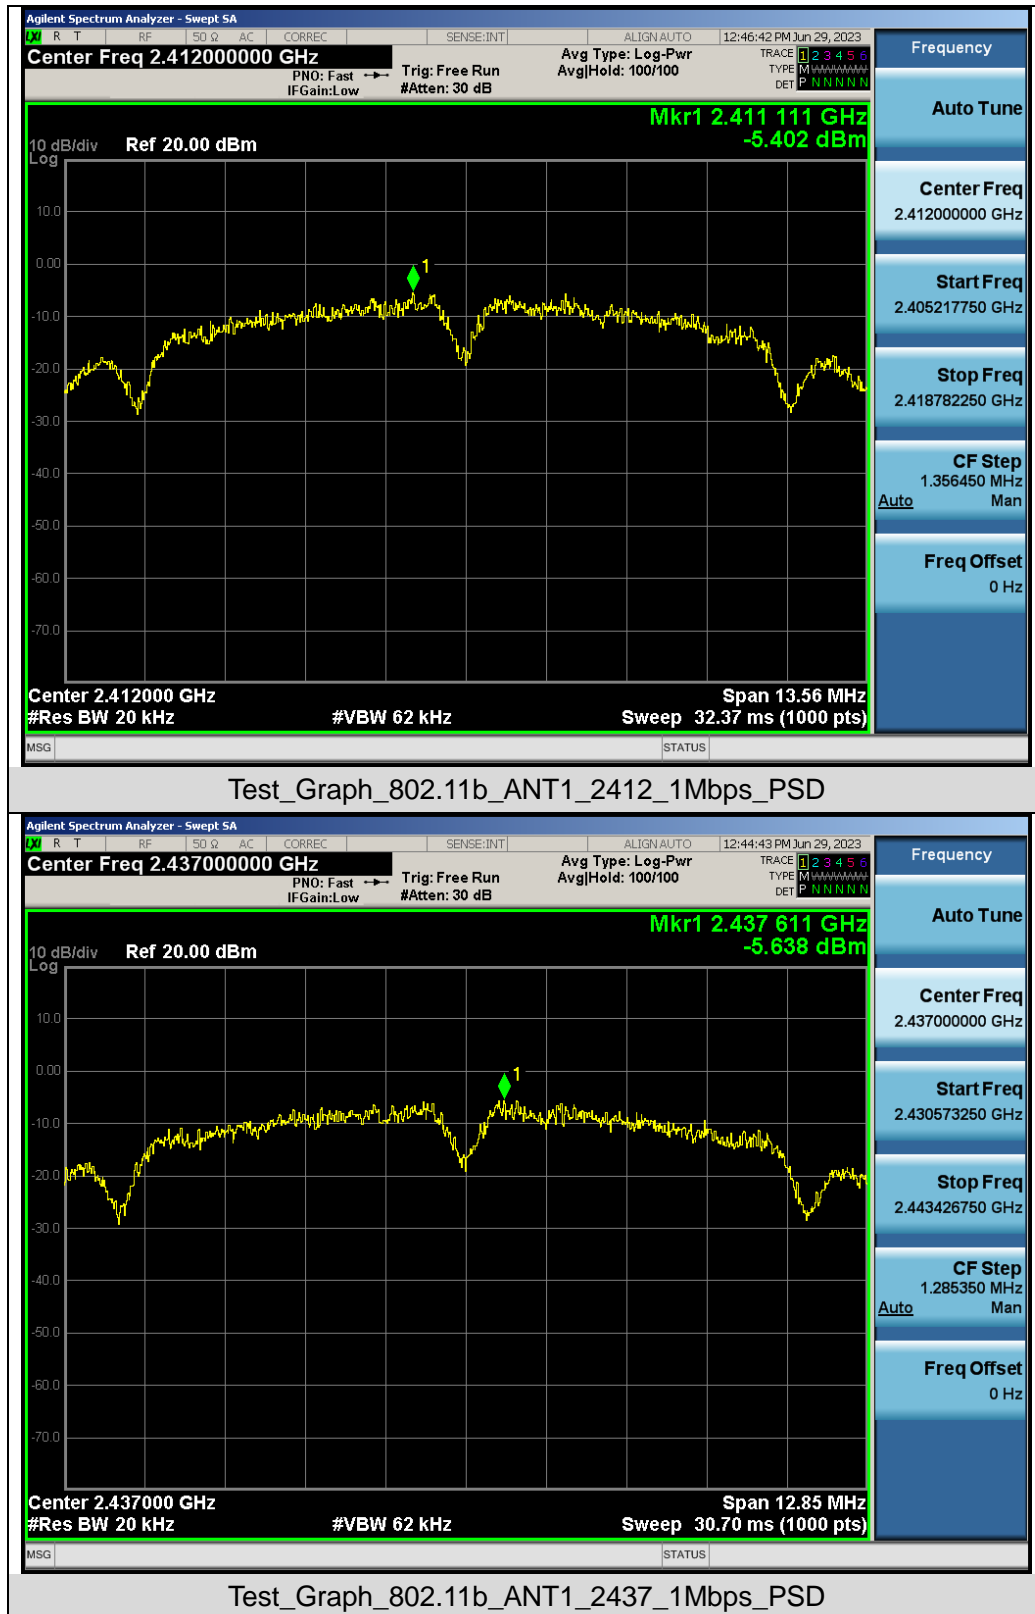 Agilent Spectrum Analyzer - Swept SA
LXI R T RF 50 Ω AC CORREC SENSE:INT ALIGN AUTO 12:46:42 PM Jun 29, 2023
Center Freq 2.412000000 GHz
PNO: Fast
IFGain:Low
Trig: Free Run
#Atten: 30 dB
Avg Type: Log-Pwr
Avg|Hold: 100/100
TRACE 1 2 3 4 5 6
TYPE M WWWWW
DET P N N N N N
Mkr1 2.411 111 GHz
-5.402 dBm
10 dB/div Ref 20.00 dBm
Log
10.0
0.00
-10.0
-20.0
-30.0
-40.0
-50.0
-60.0
-70.0
1
Center 2.412000 GHz Span 13.56 MHz
#Res BW 20 kHz #VBW 62 kHz Sweep 32.37 ms (1000 pts)
MSG STATUS
Frequency
Auto Tune
Center Freq
2.412000000 GHz
Start Freq
2.405217750 GHz
Stop Freq
2.418782250 GHz
CF Step
1.356450 MHz
Auto Man
Freq Offset
0 Hz
Test_Graph_802.11b_ANT1_2412_1Mbps_PSD
Agilent Spectrum Analyzer - Swept SA
LXI R T RF 50 Ω AC CORREC SENSE:INT ALIGN AUTO 12:44:43 PM Jun 29, 2023
Center Freq 2.437000000 GHz
PNO: Fast
IFGain:Low
Trig: Free Run
#Atten: 30 dB
Avg Type: Log-Pwr
Avg|Hold: 100/100
TRACE 1 2 3 4 5 6
TYPE M WWWWW
DET P N N N N N
Mkr1 2.437 611 GHz
-5.638 dBm
10 dB/div Ref 20.00 dBm
Log
10.0
0.00
-10.0
-20.0
-30.0
-40.0
-50.0
-60.0
-70.0
1
Center 2.437000 GHz Span 12.85 MHz
#Res BW 20 kHz #VBW 62 kHz Sweep 30.70 ms (1000 pts)
MSG STATUS
Frequency
Auto Tune
Center Freq
2.437000000 GHz
Start Freq
2.430573250 GHz
Stop Freq
2.443426750 GHz
CF Step
1.285350 MHz
Auto Man
Freq Offset
0 Hz
Test_Graph_802.11b_ANT1_2437_1Mbps_PSD